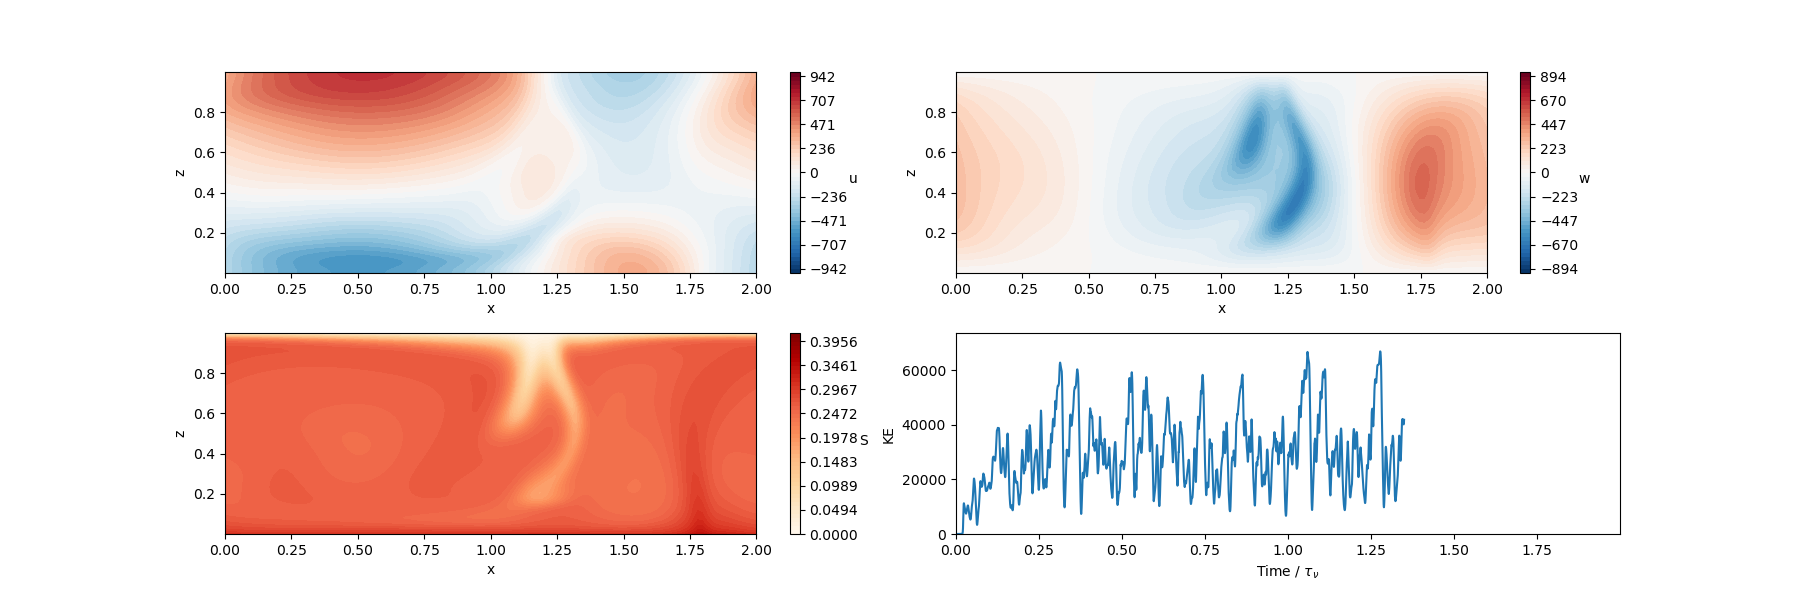 0.8
0.6
0.4
0.2
z
0.00 0.25 0.50 0.75 1.00 1.25 1.50 1.75 2.00
x
942
707
471
236
0
−236
−471
−707
−942
u
0.8
0.6
0.4
0.2
z
0.00 0.25 0.50 0.75 1.00 1.25 1.50 1.75 2.00
x
894
670
447
223
0
−223
−447
−670
−894
w
0.8
0.6
0.4
0.2
z
0.00 0.25 0.50 0.75 1.00 1.25 1.50 1.75 2.00
x
0.3956
0.3461
0.2967
0.2472
0.1978
0.1483
0.0989
0.0494
0.0000
S
60000
40000
20000
0
KE
0.00 0.25 0.50 0.75 1.00 1.25 1.50 1.75
Time / τν